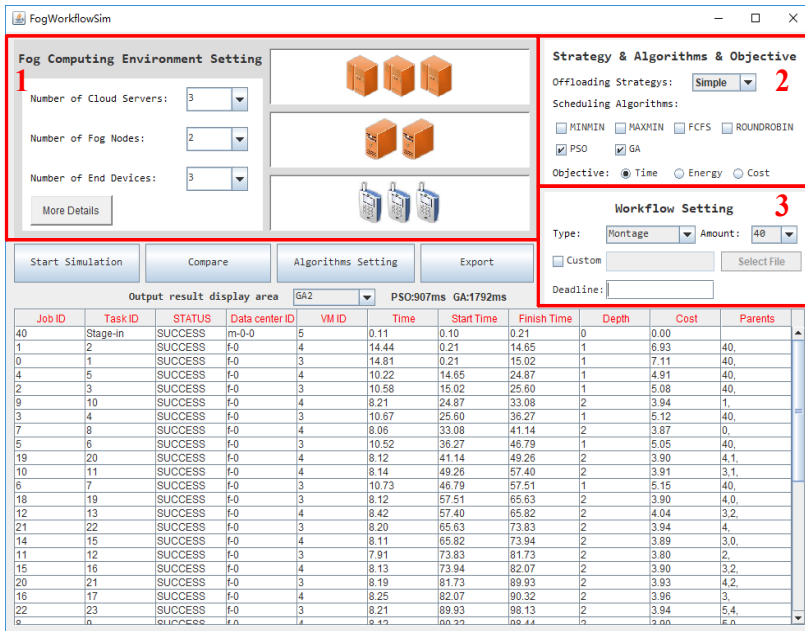 FogWorkflowSim
1
Fog Computing Environment Setting
Number of Cloud Servers: 3
Number of Fog Nodes: 2
Number of End Devices: 3
More Details
Strategy & Algorithms & Objective
2
Offloading Strategys: Simple
Scheduling Algorithms:
MINMIN MAXMIN FCFS ROUNDROBIN
PSO GA
Objective: Time Energy Cost
Workflow Setting 3
Type: Montage Amount: 40
Custom Select File
Deadline:
Start Simulation Compare Algorithms Setting Export
Output result display area GA2 PSO:907ms GA:1792ms
Job ID Task ID STATUS Data center ID VM ID Time Start Time Finish Time Depth Cost Parents
40 Stage-in SUCCESS m-0-0 5 0.11 0.10 0.21 0 0.00
1 2 SUCCESS f-0 4 14.44 0.21 14.65 1 6.93 40,
0 1 SUCCESS f-0 3 14.81 0.21 15.02 1 7.11 40,
4 5 SUCCESS f-0 4 10.22 14.65 24.87 1 4.91 40,
2 3 SUCCESS f-0 3 10.58 15.02 25.60 1 5.08 40,
9 10 SUCCESS f-0 4 8.21 24.87 33.08 2 3.94 1,
3 4 SUCCESS f-0 3 10.67 25.60 36.27 1 5.12 40,
7 8 SUCCESS f-0 4 8.06 33.08 41.14 2 3.87 0,
5 6 SUCCESS f-0 3 10.52 36.27 46.79 1 5.05 40,
19 20 SUCCESS f-0 4 8.12 41.14 49.26 2 3.90 4,1,
10 11 SUCCESS f-0 4 8.14 49.26 57.40 2 3.91 3,1,
6 7 SUCCESS f-0 3 10.73 46.79 57.51 1 5.15 40,
18 19 SUCCESS f-0 3 8.12 57.51 65.63 2 3.90 4,0,
12 13 SUCCESS f-0 4 8.42 57.40 65.82 2 4.04 3,2,
21 22 SUCCESS f-0 3 8.20 65.63 73.83 2 3.94 4,
14 15 SUCCESS f-0 4 8.11 65.82 73.94 2 3.89 3,0,
11 12 SUCCESS f-0 3 7.91 73.83 81.73 2 3.80 2,
15 16 SUCCESS f-0 4 8.13 73.94 82.07 2 3.90 3,2,
20 21 SUCCESS f-0 3 8.19 81.73 89.93 2 3.93 4,2,
16 17 SUCCESS f-0 4 8.25 82.07 90.32 2 3.96 3,
22 23 SUCCESS f-0 3 8.21 89.93 98.13 2 3.94 5,4,
8 9 SUCCESS f-0 4 8.12 90.32 98.44 2 3.90 5,0,